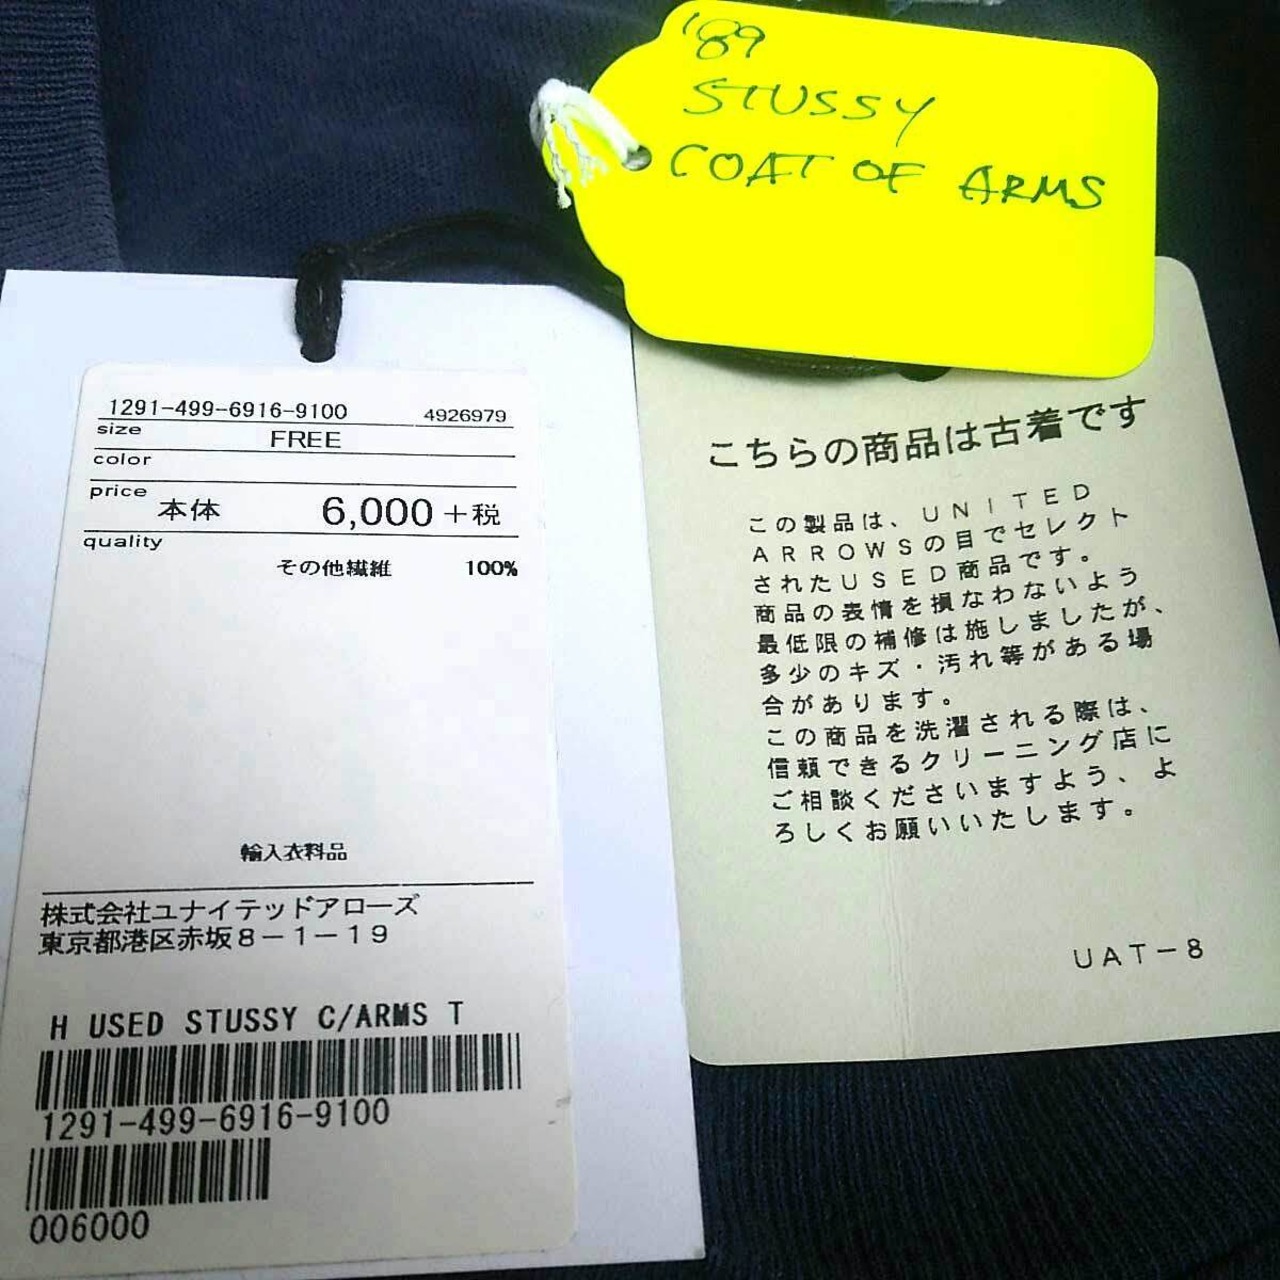 '89
STUSSY
COAT OF ARMS
1291-499-6916-9100 4926979
size FREE
color
price 本体 6,000+税
quality
その他繊維 100%
輸入衣料品
株式会社ユナイテッドアローズ
東京都港区赤坂8-1-19
H USED STUSSY C/ARMS T
1291-499-6916-9100
006000
こちらの商品は古着です
この製品は、UNITED
ARROWSの目でセレクト
されたUSED商品です。
商品の表情を損なわないよう
最低限の補修は施しましたが、
多少のキズ・汚れ等がある場
合があります。
この商品を洗濯される際は、
信頼できるクリーニング店に
ご相談くださいますよう、よ
ろしくお願いいたします。
UAT-8